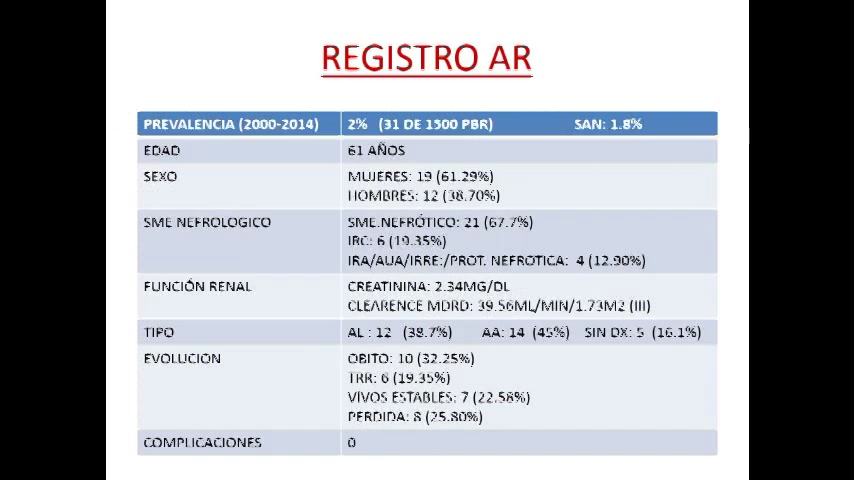 REGISTRO AR
PREVALENCIA (2000-2014) 2% (31 DE 1500 PBR) SAN: 1.8%
EDAD 61 AÑOS
SEXO MUJERES: 19 (61.29%)
HOMBRES: 12 (38.70%)
SME NEFROLOGICO SME.NEFRÓTICO: 21 (67.7%)
IRC: 6 (19.35%)
IRA/AUA/IRRE:/PROT. NEFROTICA: 4 (12.90%)
FUNCIÓN RENAL CREATININA: 2.34MG/DL
CLEARENCE MDRD: 39.56ML/MIN/1.73M2 (III)
TIPO AL : 12 (38.7%) AA: 14 (45%) SIN DX: 5 (16.1%)
EVOLUCION OBITO: 10 (32.25%)
TRR: 6 (19.35%)
VÍVOS ESTABLES: 7 (22.58%)
PERDIDA: 8 (25.80%)
COMPLICACIONES 0